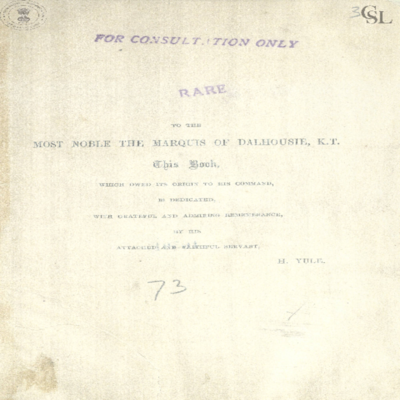 CSL
FOR CONSULTATION ONLY
RARE
TO THE
MOST NOBLE THE MARQUIS OF DALHOUSIE, K.T.
This Book,
WHICH OWED ITS ORIGIN TO HIS COMMAND,
IS DEDICATED,
WITH GRATEFUL AND ADMIRING REMEMBRANCE,
BY HIS
ATTACHED AND FAITHFUL SERVANT,
H. YULE.
73